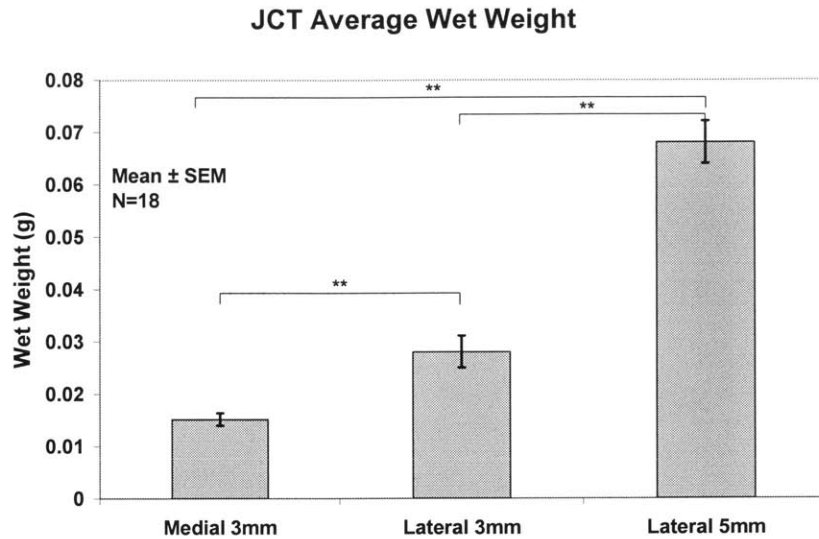 JCT Average Wet Weight
0.08
0.07
0.06
0.05
0.04
0.03
0.02
0.01
0
Wet Weight (g)
Mean ± SEM
N=18
**
**
**
Medial 3mm
Lateral 3mm
Lateral 5mm